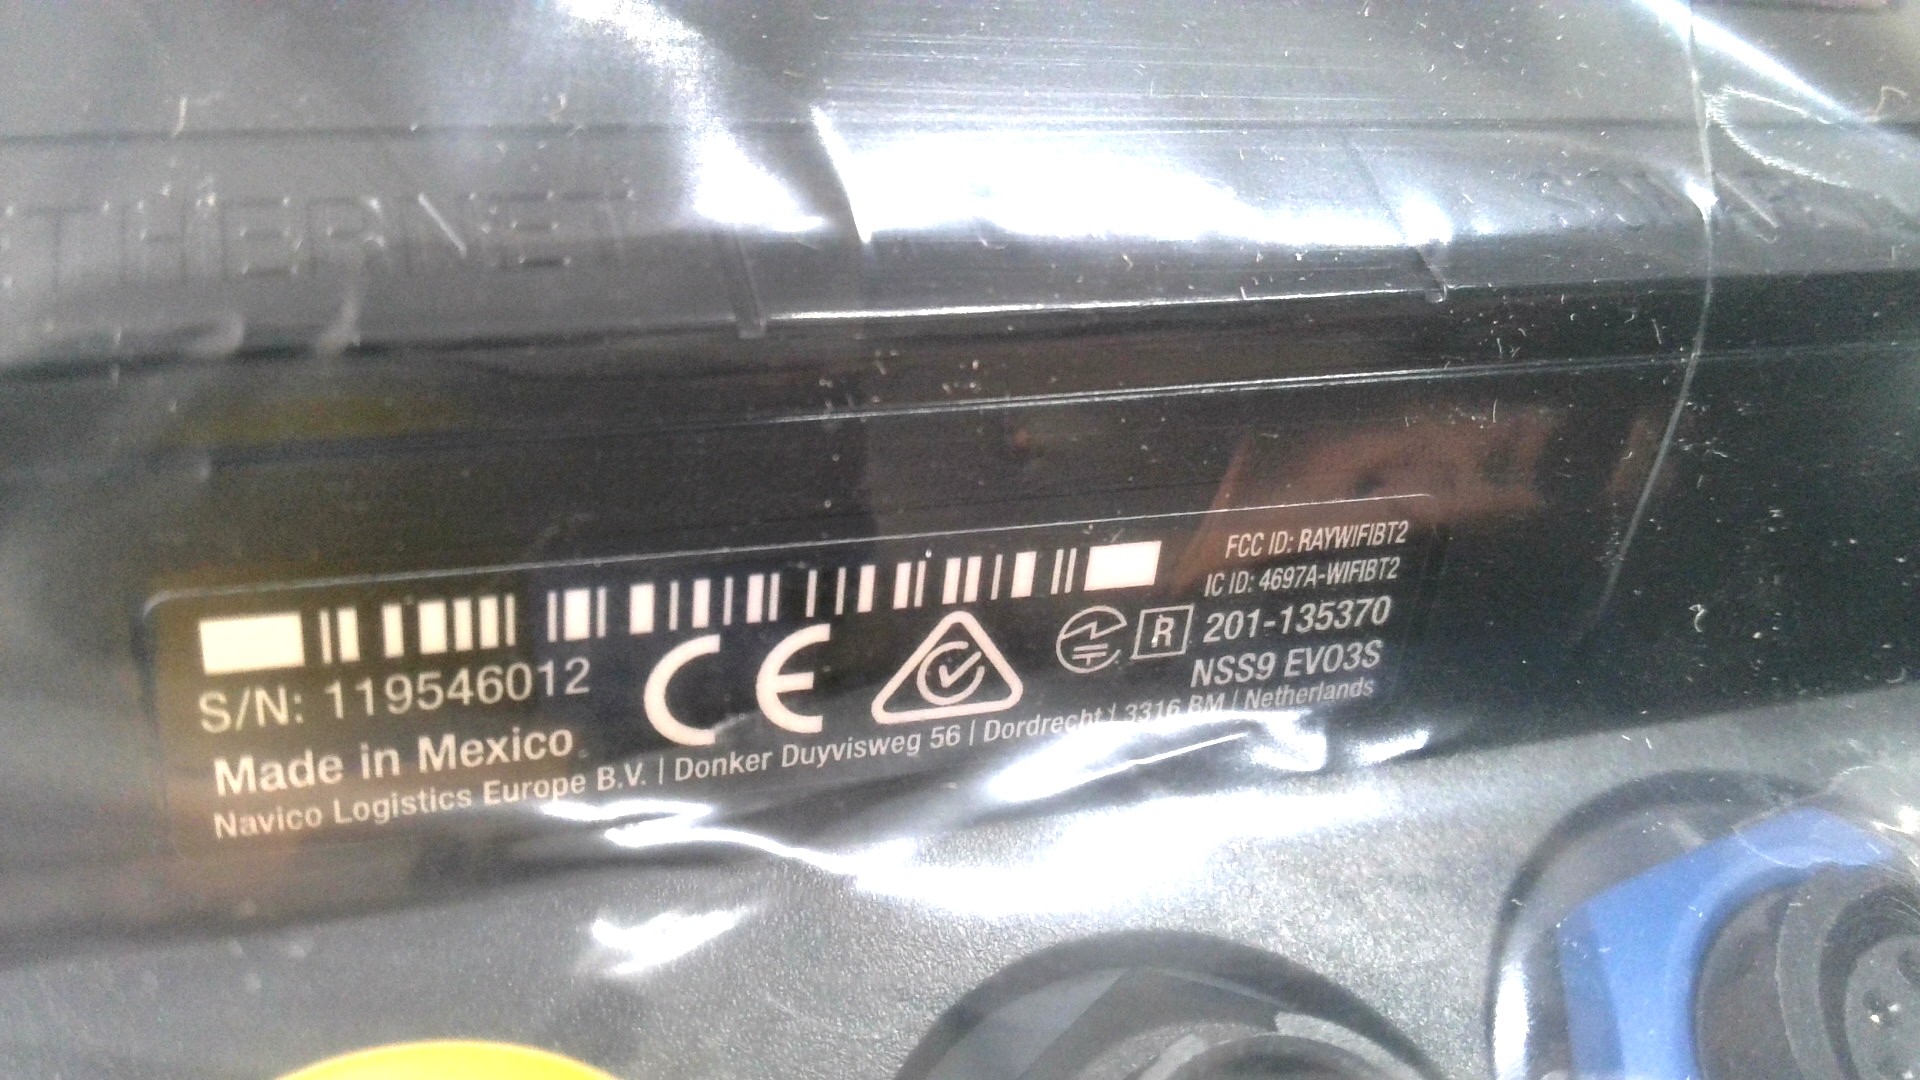 THERNET
FCC ID: RAYWIFIBT2
IC ID: 4697A-WIFIBT2
R 201-135370
NSS9 EVO3S
S/N: 119546012
CE
Made in Mexico
Navico Logistics Europe B.V. | Donker Duyvisweg 56 | Dordrecht | 3316 BM | Netherlands